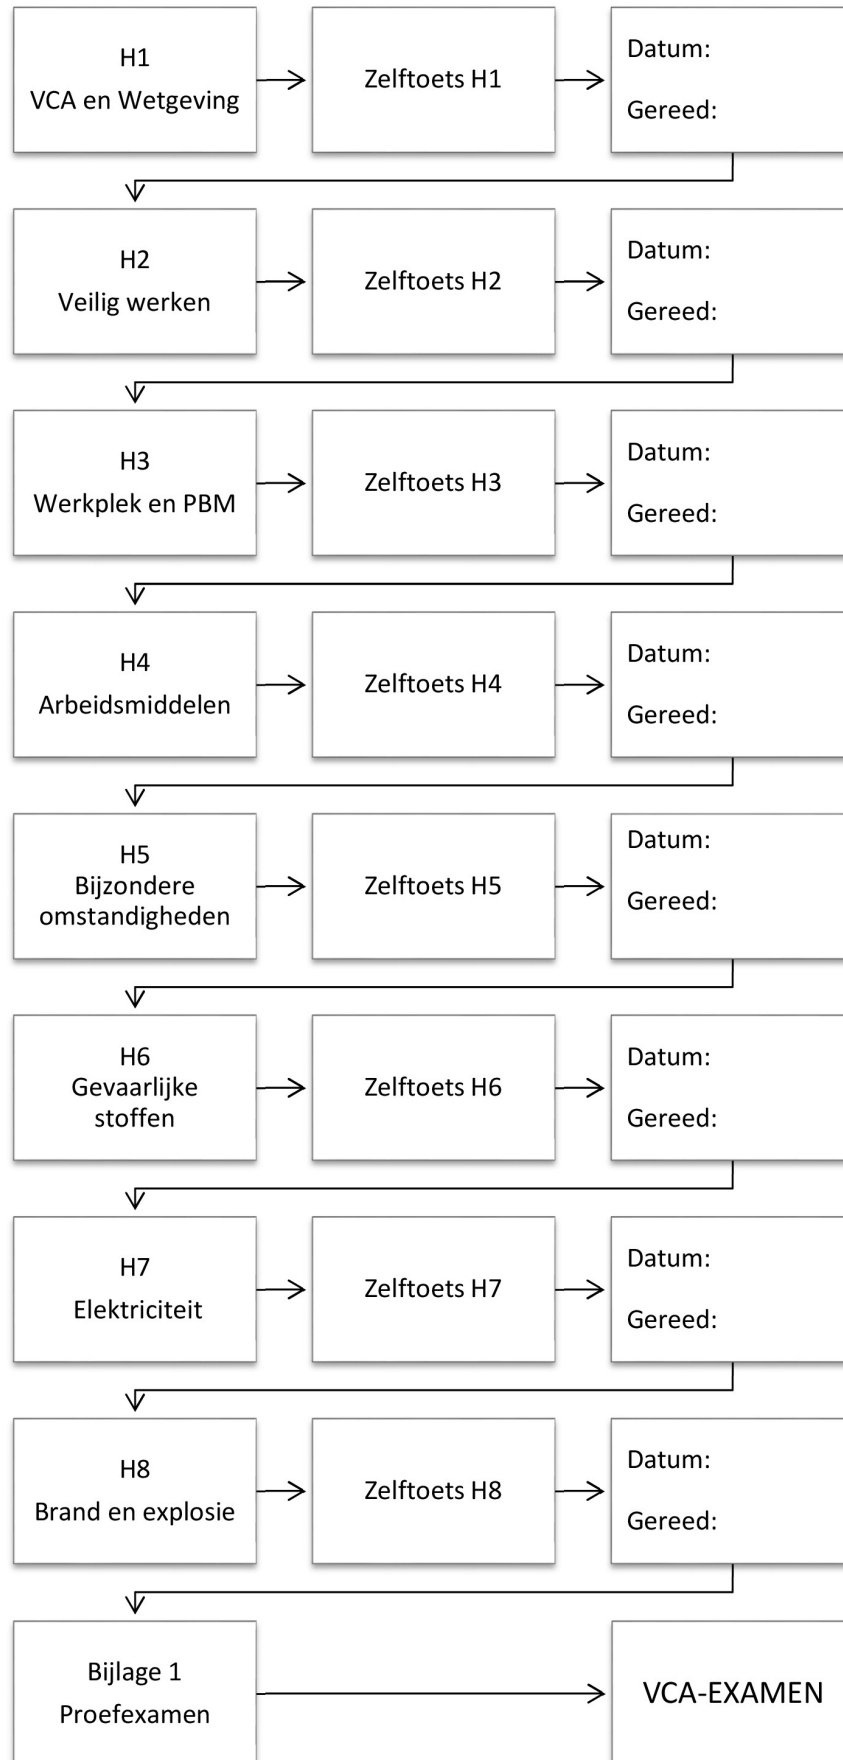 H1
VCA en Wetgeving
Zelftoets H1
Datum:
Gereed:
H2
Veilig werken
Zelftoets H2
Datum:
Gereed:
H3
Werkplek en PBM
Zelftoets H3
Datum:
Gereed:
H4
Arbeidsmiddelen
Zelftoets H4
Datum:
Gereed:
H5
Bijzondere
omstandigheden
Zelftoets H5
Datum:
Gereed:
H6
Gevaarlijke
stoffen
Zelftoets H6
Datum:
Gereed:
H7
Elektriciteit
Zelftoets H7
Datum:
Gereed:
H8
Brand en explosie
Zelftoets H8
Datum:
Gereed:
Bijlage 1
Proefexamen
VCA-EXAMEN